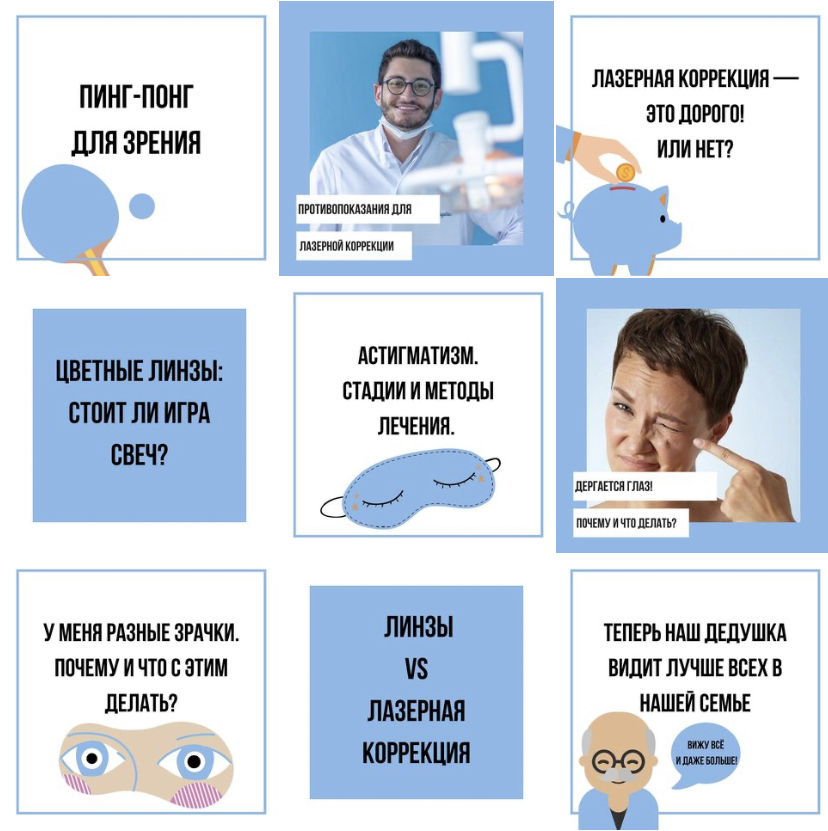 ПИНГ-ПОНГ
ДЛЯ ЗРЕНИЯ
ПРОТИВОПОКАЗАНИЯ ДЛЯ
ЛАЗЕРНОЙ КОРРЕКЦИИ
ЛАЗЕРНАЯ КОРРЕКЦИЯ —
ЭТО ДОРОГО!
ИЛИ НЕТ?
ЦВЕТНЫЕ ЛИНЗЫ:
СТОИТ ЛИ ИГРА
СВЕЧ?
АСТИГМАТИЗМ.
СТАДИИ И МЕТОДЫ
ЛЕЧЕНИЯ.
ДЕРГАЕТСЯ ГЛАЗ!
ПОЧЕМУ И ЧТО ДЕЛАТЬ?
У МЕНЯ РАЗНЫЕ ЗРАЧКИ.
ПОЧЕМУ И ЧТО С ЭТИМ
ДЕЛАТЬ?
ЛИНЗЫ
VS
ЛАЗЕРНАЯ
КОРРЕКЦИЯ
ТЕПЕРЬ НАШ ДЕДУШКА
ВИДИТ ЛУЧШЕ ВСЕХ В
НАШЕЙ СЕМЬЕ
ВИЖУ ВСЁ
И ДАЖЕ БОЛЬШЕ!